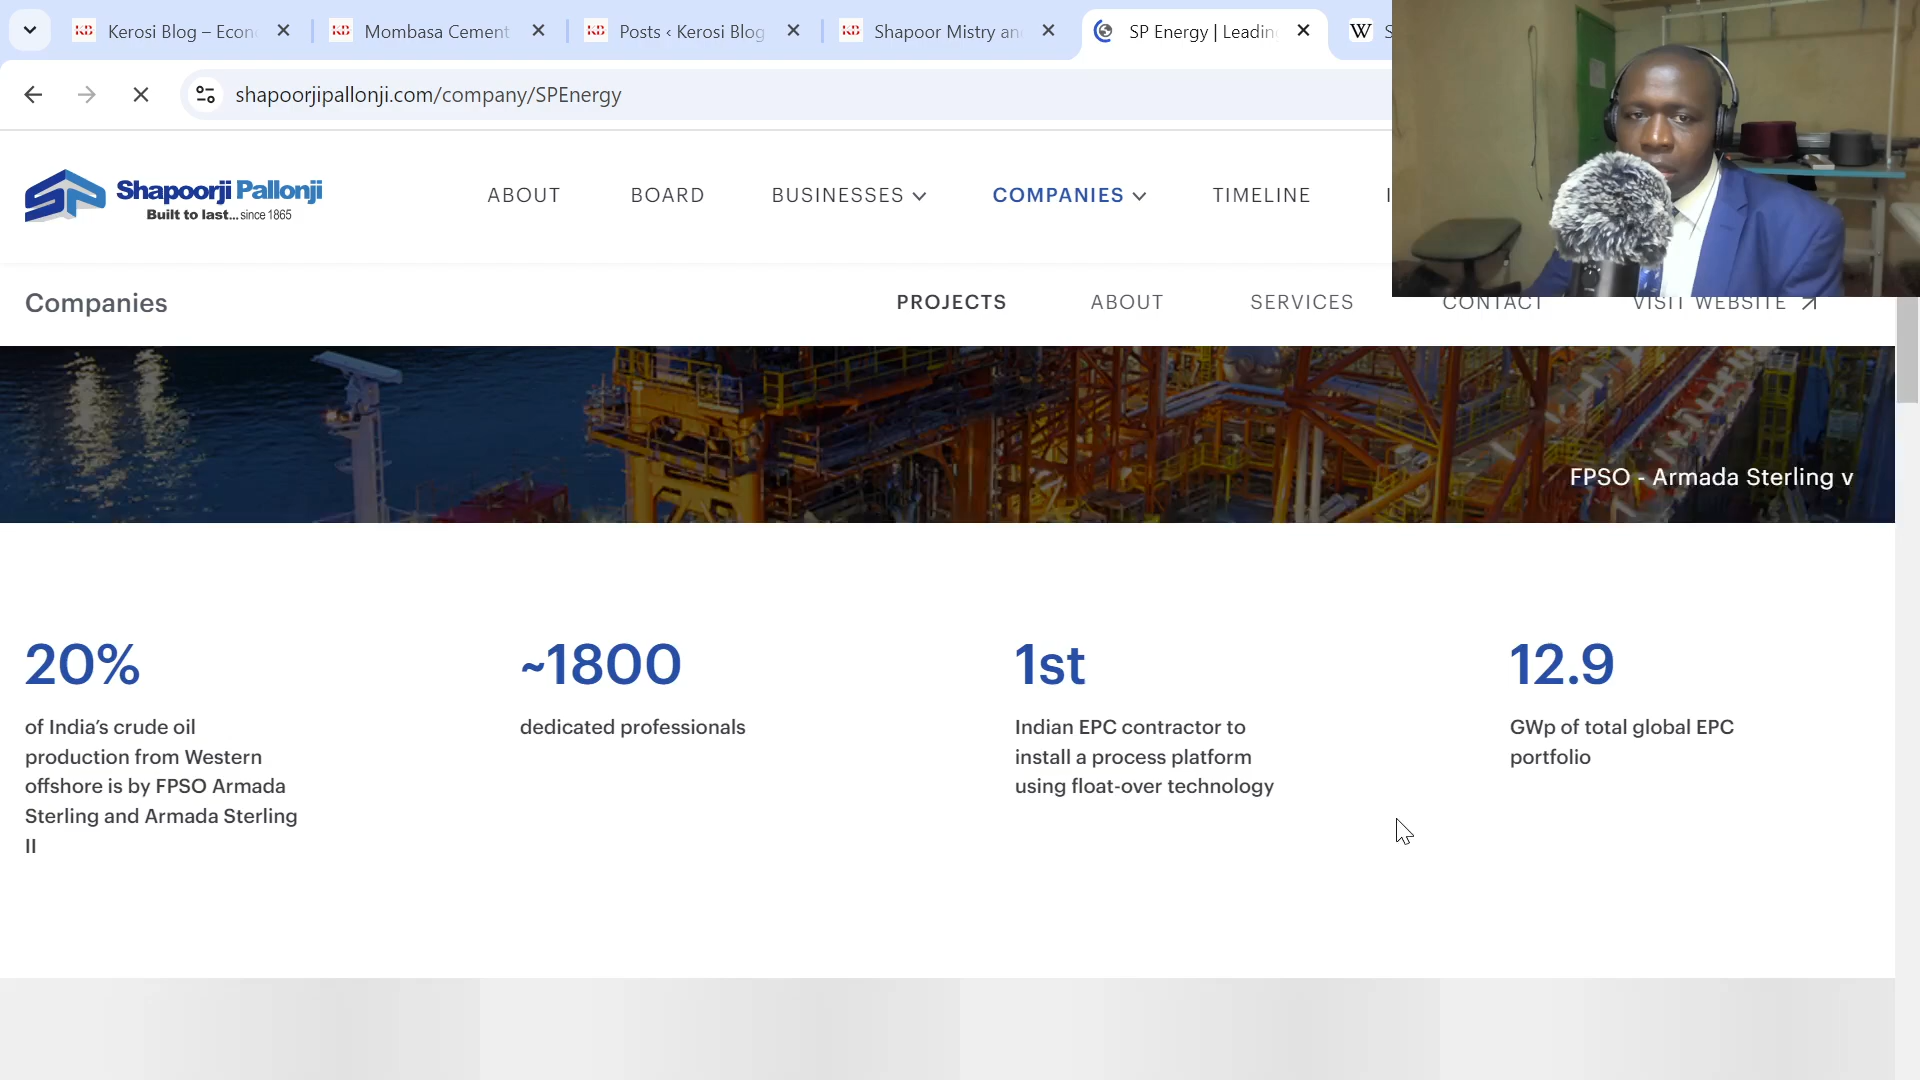 Kerosi Blog – Econ
Mombasa Cement
Posts ‹ Kerosi Blog
Shapoor Mistry an
SP Energy | Leadin
W S
shapoorjipallonji.com/company/SPEnergy
Shapoorji Pallonji
Built to last... since 1865
ABOUT
BOARD
BUSINESSES
COMPANIES
TIMELINE
Companies
PROJECTS
ABOUT
SERVICES
CONTACT
VISIT WEBSITE
FPSO - Armada Sterling v
20%
of India's crude oil
production from Western
offshore is by FPSO Armada
Sterling and Armada Sterling
II
~1800
dedicated professionals
1st
Indian EPC contractor to
install a process platform
using float-over technology
12.9
GWp of total global EPC
portfolio